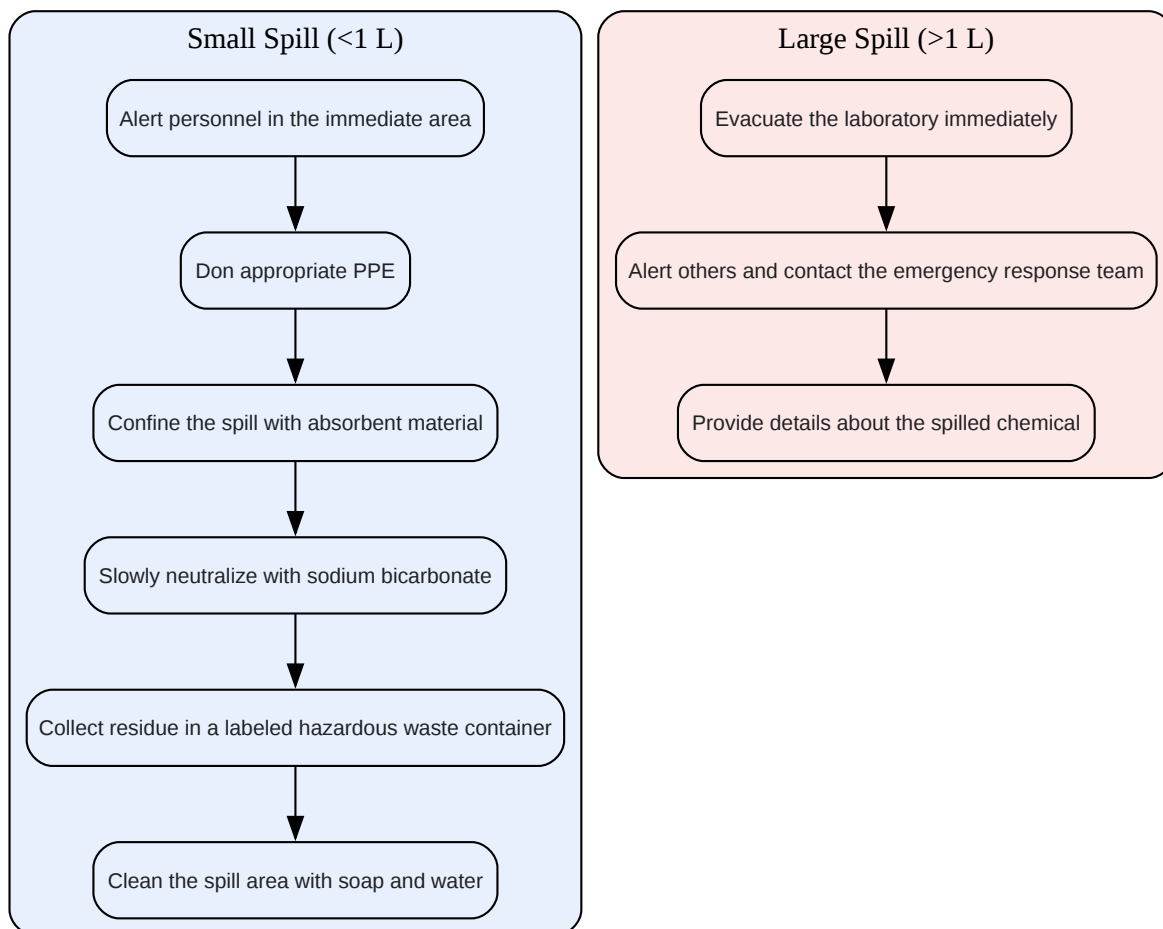 Small Spill (<1 L)
Alert personnel in the immediate area
Don appropriate PPE
Confine the spill with absorbent material
Slowly neutralize with sodium bicarbonate
Collect residue in a labeled hazardous waste container
Clean the spill area with soap and water
Large Spill (>1 L)
Evacuate the laboratory immediately
Alert others and contact the emergency response team
Provide details about the spilled chemical